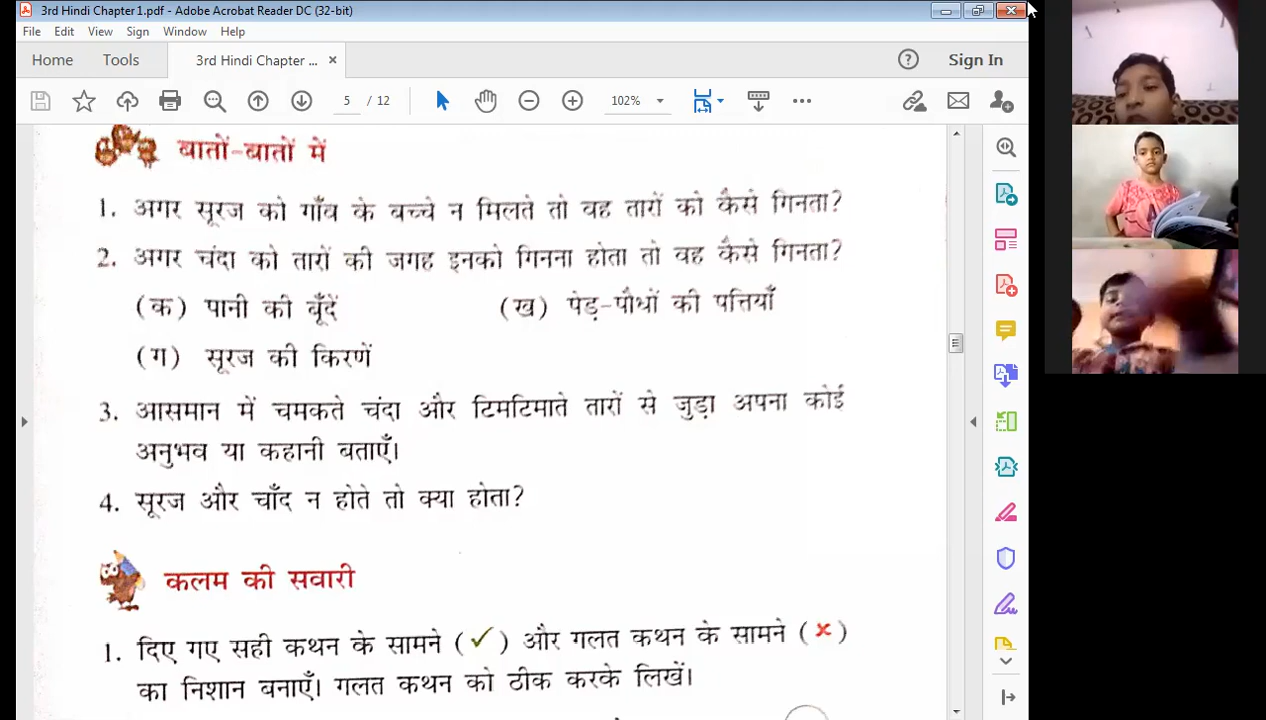 3rd Hindi Chapter 1.pdf - Adobe Acrobat Reader DC (32-bit)
File Edit View Sign Window Help
Home Tools 3rd Hindi Chapter ... × Sign In
5 / 12 102%
बातों-बातों में
1. अगर सूरज को गाँव के बच्चे न मिलते तो वह तारों को कैसे गिनता?
2. अगर चंदा को तारों की जगह इनको गिनना होता तो वह कैसे गिनता?
(क) पानी की बूँदें (ख) पेड़-पौधों की पत्तियाँ
(ग) सूरज की किरणें
3. आसमान में चमकते चंदा और टिमटिमाते तारों से जुड़ा अपना कोई
अनुभव या कहानी बताएँ।
4. सूरज और चाँद न होते तो क्या होता?
कलम की सवारी
1. दिए गए सही कथन के सामने (✓) और गलत कथन के सामने (×)
का निशान बनाएँ। गलत कथन को ठीक करके लिखें।